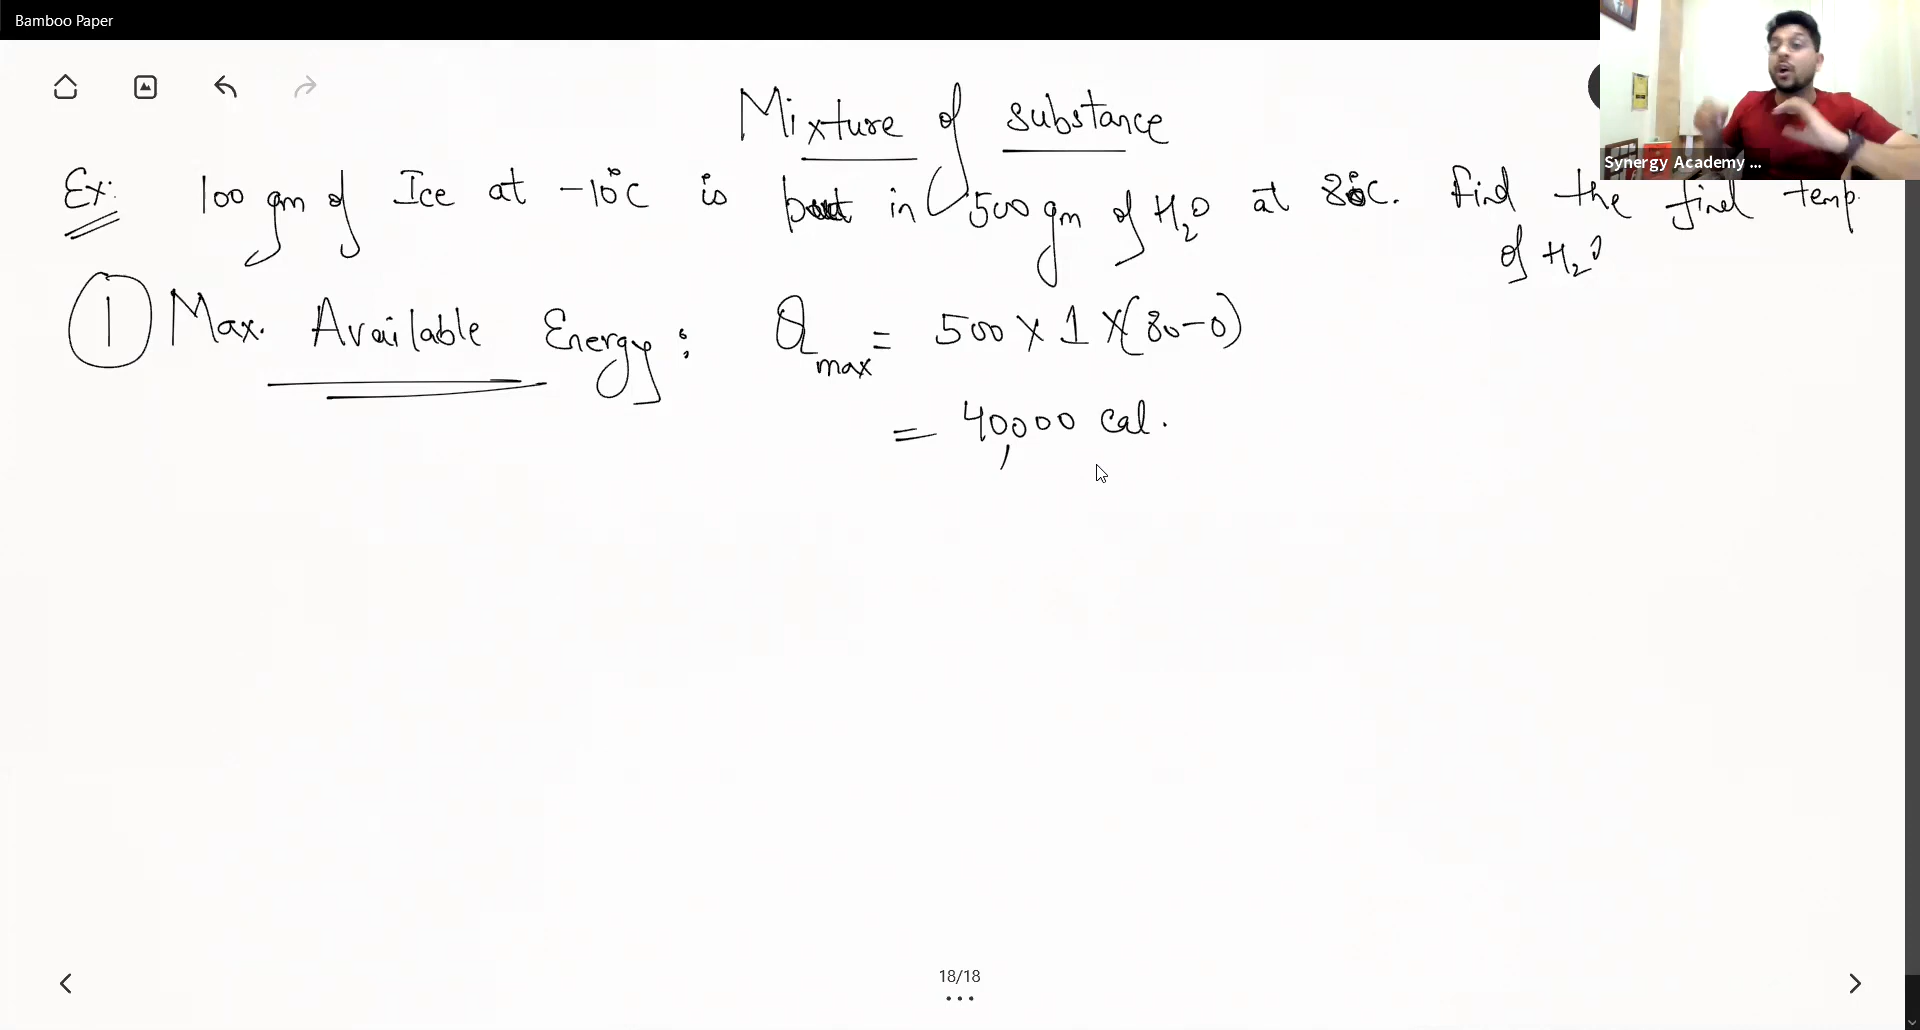 Bamboo Paper
Synergy Academy ...
Mixture of substance
Ex: 100 gm of Ice at -10°C is put in 500 gm of H₂O at 80°C. Find the final temp. of H₂O
① Max. Available Energy: Qmax = 500 × 1 × (80-0)
= 40,000 cal.
18/18